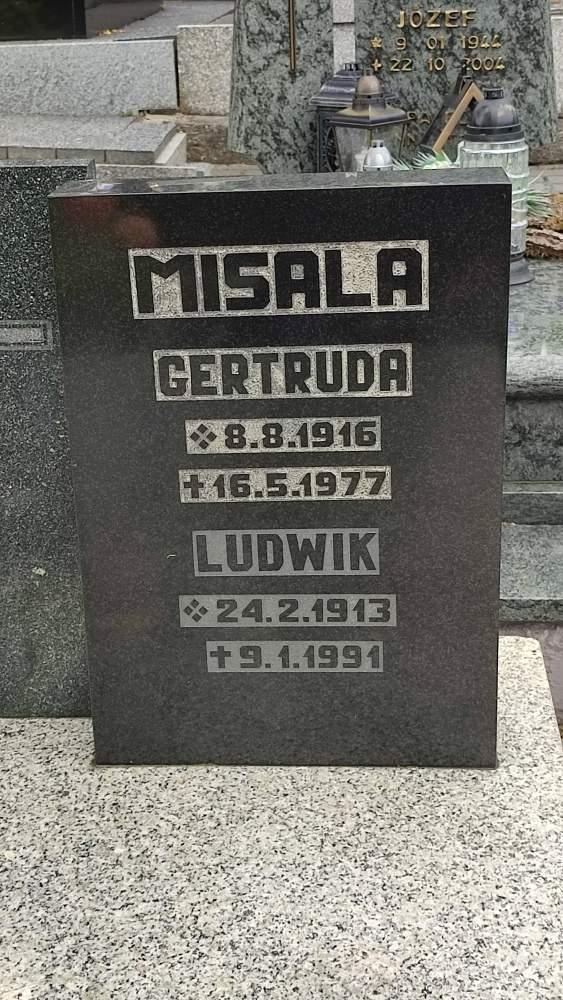 JOZEF
* 9 01 1944
+ 22 10 2004
MISALA
GERTRUDA
❖ 8.8.1916
✝ 16.5.1977
LUDWIK
❖ 24.2.1913
✝ 9.1.1991